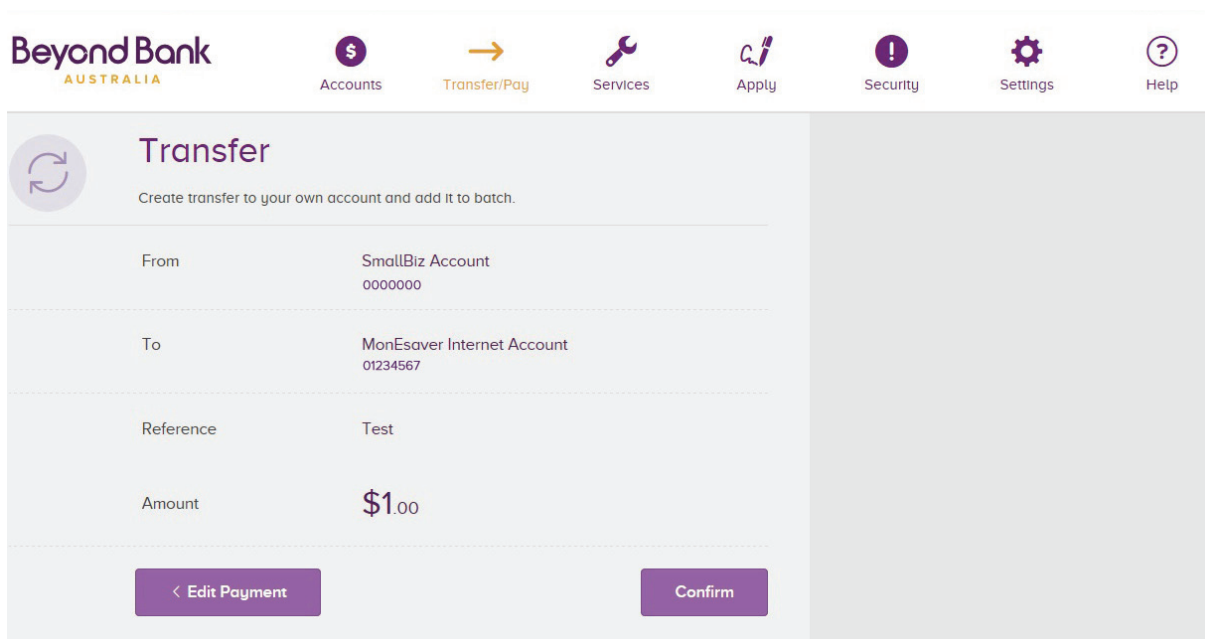 Beyond Bank
AUSTRALIA
Accounts
Transfer/Pay
Services
Apply
Security
Settings
Help
Transfer
Create transfer to your own account and add it to batch.
From
SmallBiz Account
0000000
To
MonEsaver Internet Account
01234567
Reference
Test
Amount
$1.00
< Edit Payment
Confirm